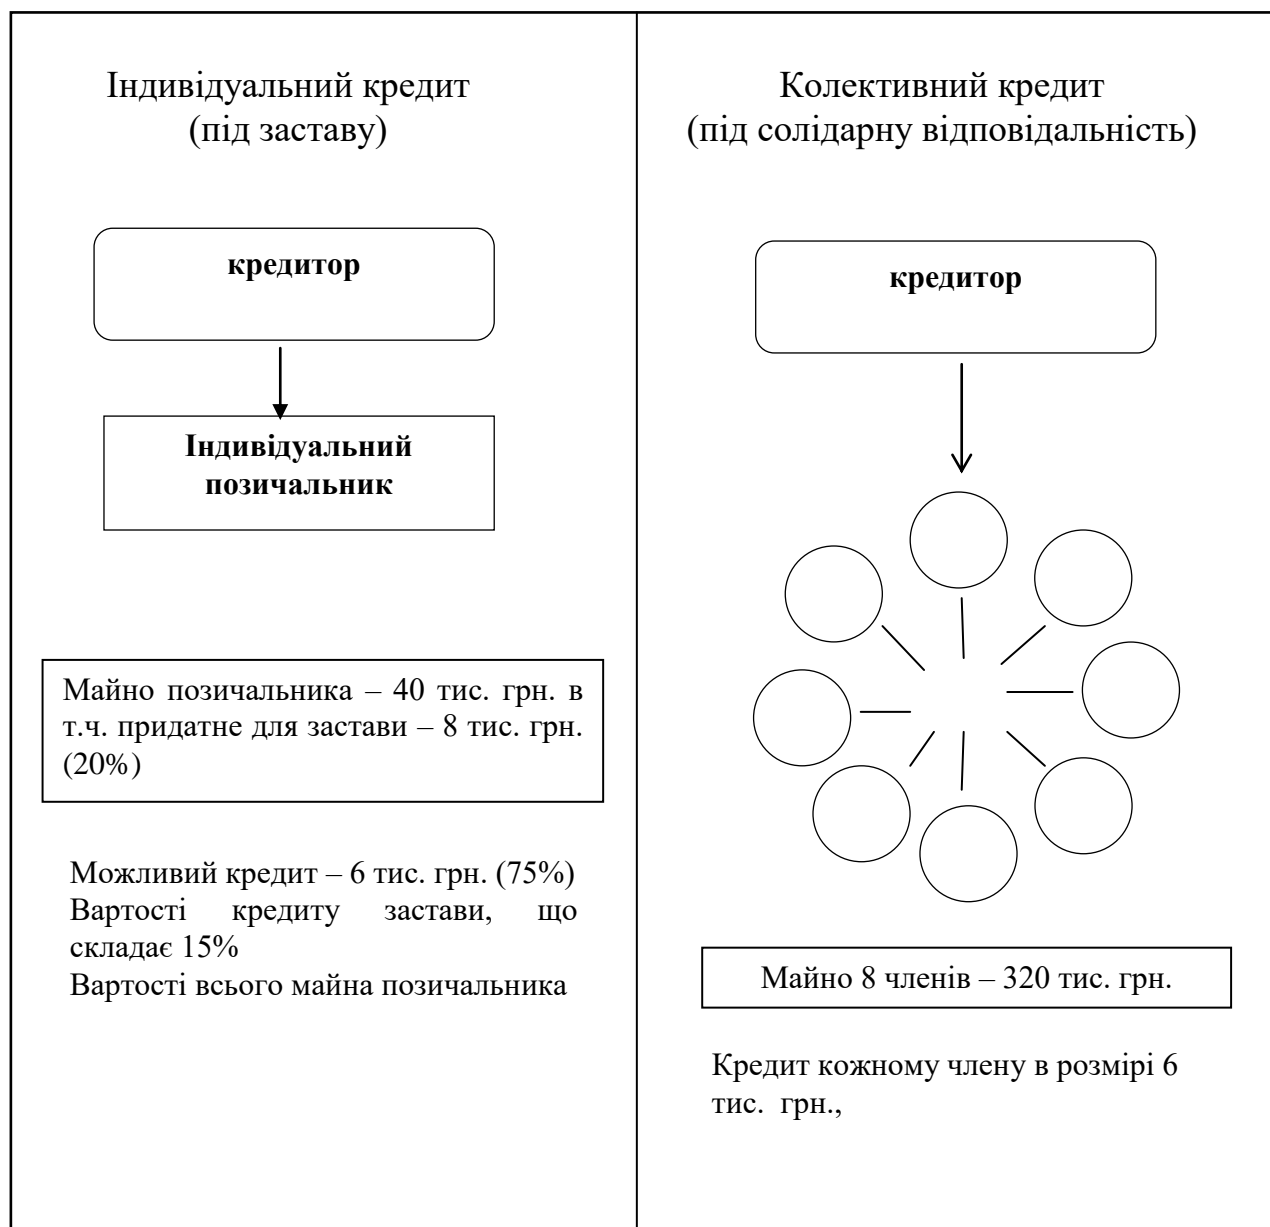 Індивідуальний кредит
(під заставу)
кредитор
Індивідуальний
позичальник
Майно позичальника – 40 тис. грн. в
т.ч. придатне для застави – 8 тис. грн.
(20%)
Можливий кредит – 6 тис. грн. (75%)
Вартості кредиту застави, що
складає 15%
Вартості всього майна позичальника
Колективний кредит
(під солідарну відповідальність)
кредитор
Майно 8 членів – 320 тис. грн.
Кредит кожному члену в розмірі 6
тис. грн.,